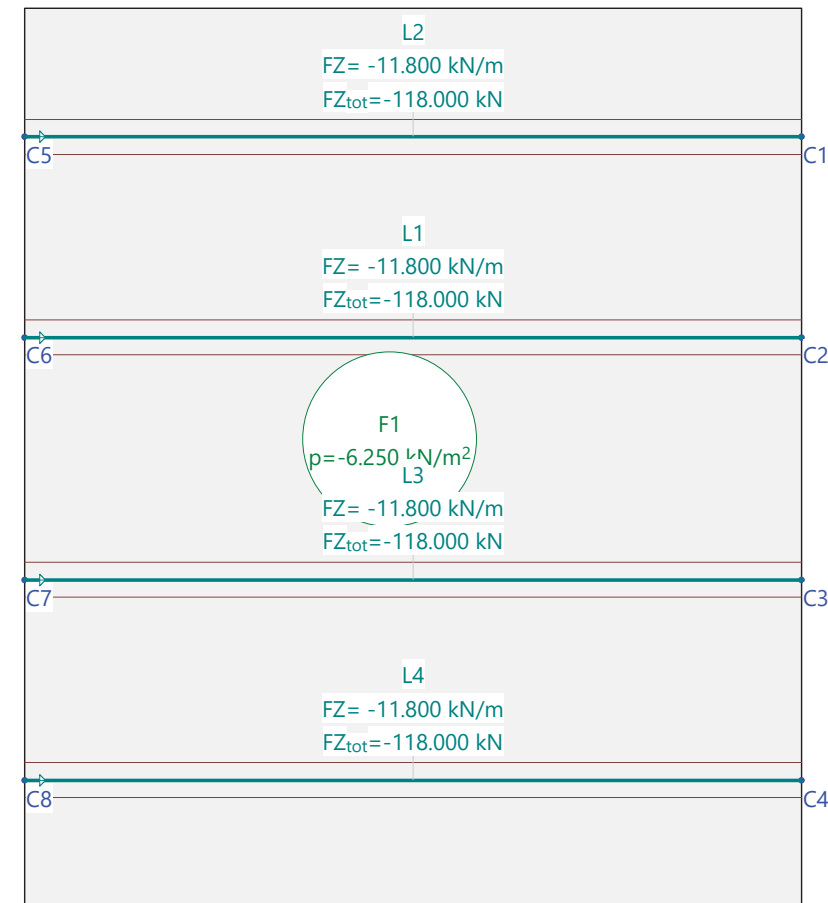 L2
FZ= -11.800 kN/m
FZtot=-118.000 kN
C5
C1
L1
FZ= -11.800 kN/m
FZtot=-118.000 kN
C6
C2
F1
p=-6.250 kN/m²
L3
FZ= -11.800 kN/m
FZtot=-118.000 kN
C7
C3
L4
FZ= -11.800 kN/m
FZtot=-118.000 kN
C8
C4